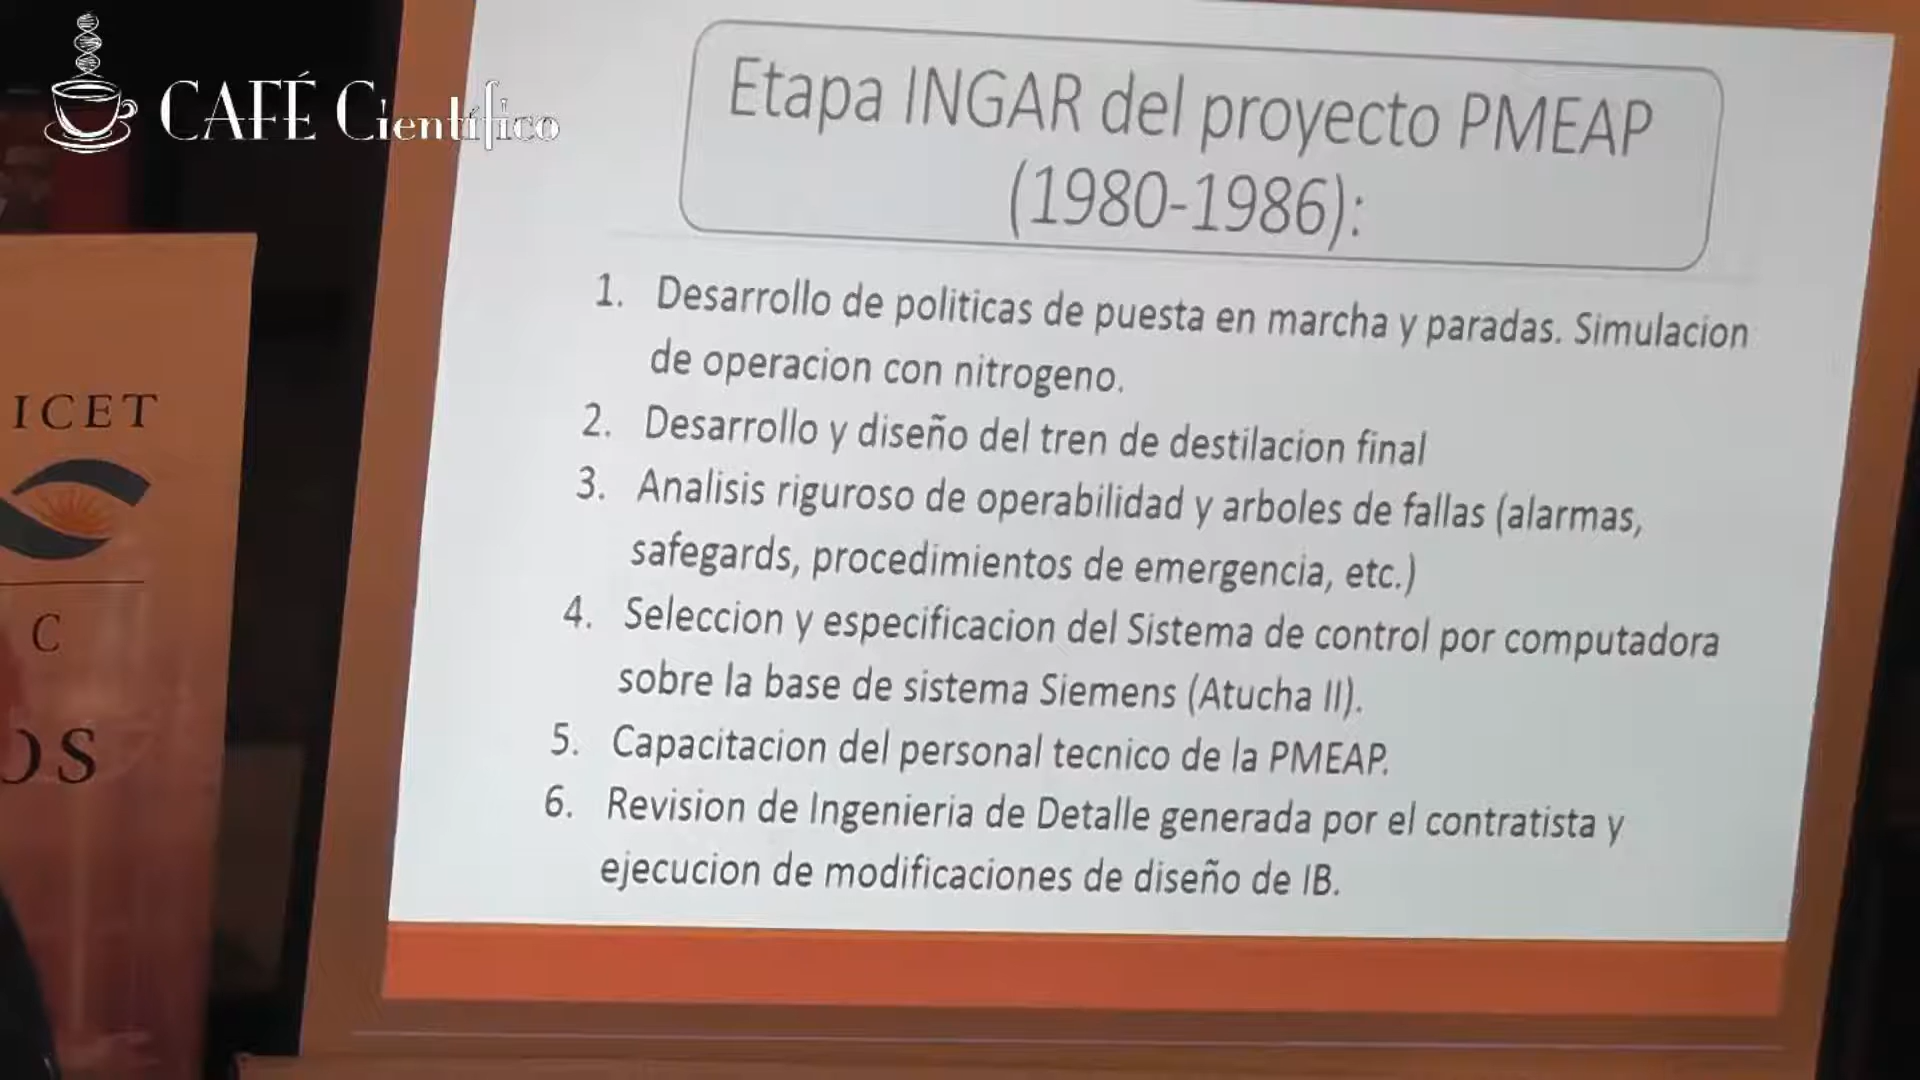 CAFÉ Científico
ICET
C
OS
Etapa INGAR del proyecto PMEAP
(1980-1986):
1. Desarrollo de politicas de puesta en marcha y paradas. Simulacion
de operacion con nitrogeno.
2. Desarrollo y diseño del tren de destilacion final
3. Analisis riguroso de operabilidad y arboles de fallas (alarmas,
safegards, procedimientos de emergencia, etc.)
4. Seleccion y especificacion del Sistema de control por computadora
sobre la base de sistema Siemens (Atucha II).
5. Capacitacion del personal tecnico de la PMEAP.
6. Revision de Ingenieria de Detalle generada por el contratista y
ejecucion de modificaciones de diseño de IB.